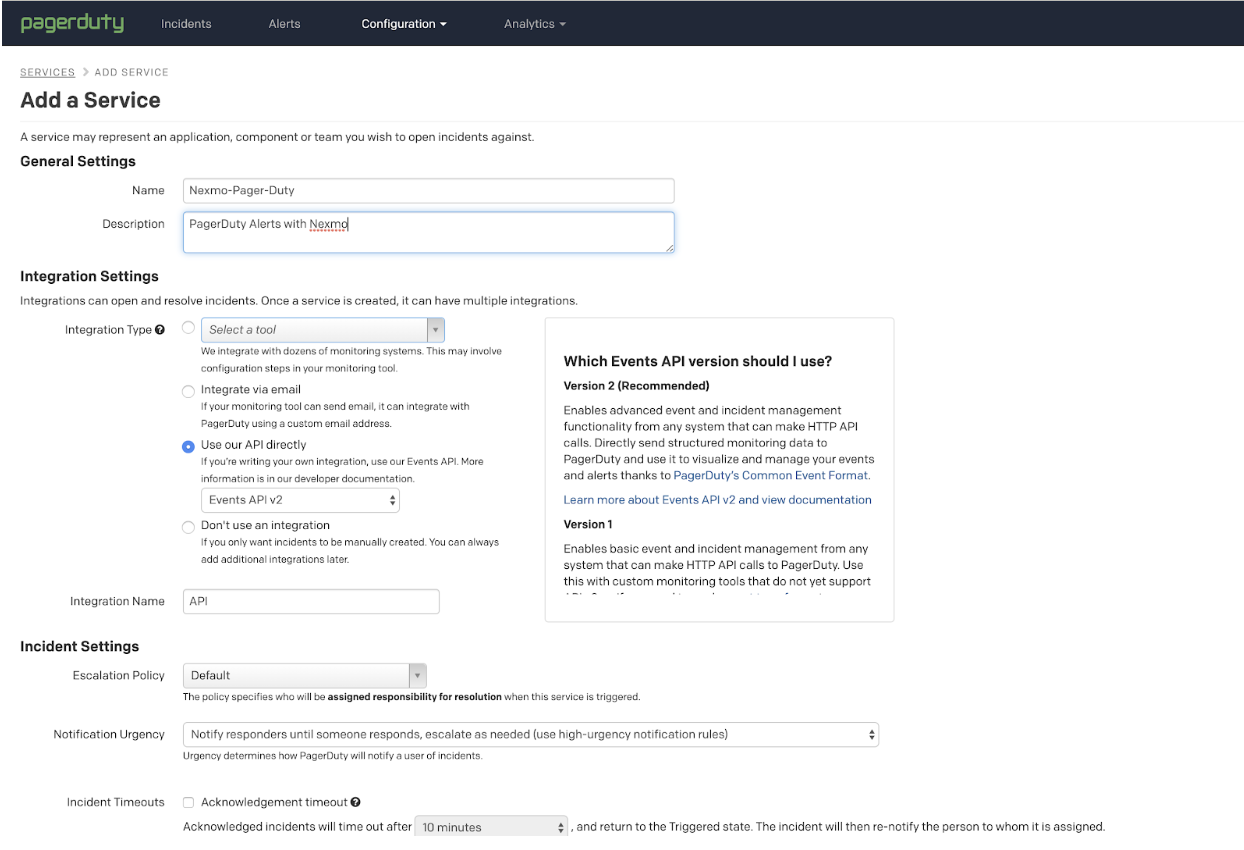 pagerduty Incidents Alerts Configuration Analytics
SERVICES > ADD SERVICE
Add a Service
A service may represent an application, component or team you wish to open incidents against.
General Settings
Name Nexmo-Pager-Duty
Description PagerDuty Alerts with Nexmo
Integration Settings
Integrations can open and resolve incidents. Once a service is created, it can have multiple integrations.
Integration Type ? Select a tool
We integrate with dozens of monitoring systems. This may involve
configuration steps in your monitoring tool.
Integrate via email
If your monitoring tool can send email, it can integrate with
PagerDuty using a custom email address.
Use our API directly
If you're writing your own integration, use our Events API. More
information is in our developer documentation.
Events API v2
Don't use an integration
If you only want incidents to be manually created. You can always
add additional integrations later.
Integration Name API
Which Events API version should I use?
Version 2 (Recommended)
Enables advanced event and incident management
functionality from any system that can make HTTP API
calls. Directly send structured monitoring data to
PagerDuty and use it to visualize and manage your events
and alerts thanks to PagerDuty's Common Event Format.
Learn more about Events API v2 and view documentation
Version 1
Enables basic event and incident management from any
system that can make HTTP API calls to PagerDuty. Use
this with custom monitoring tools that do not yet support
Incident Settings
Escalation Policy Default
The policy specifies who will be assigned responsibility for resolution when this service is triggered.
Notification Urgency Notify responders until someone responds, escalate as needed (use high-urgency notification rules)
Urgency determines how PagerDuty will notify a user of incidents.
Incident Timeouts Acknowledgement timeout ?
Acknowledged incidents will time out after 10 minutes , and return to the Triggered state. The incident will then re-notify the person to whom it is assigned.